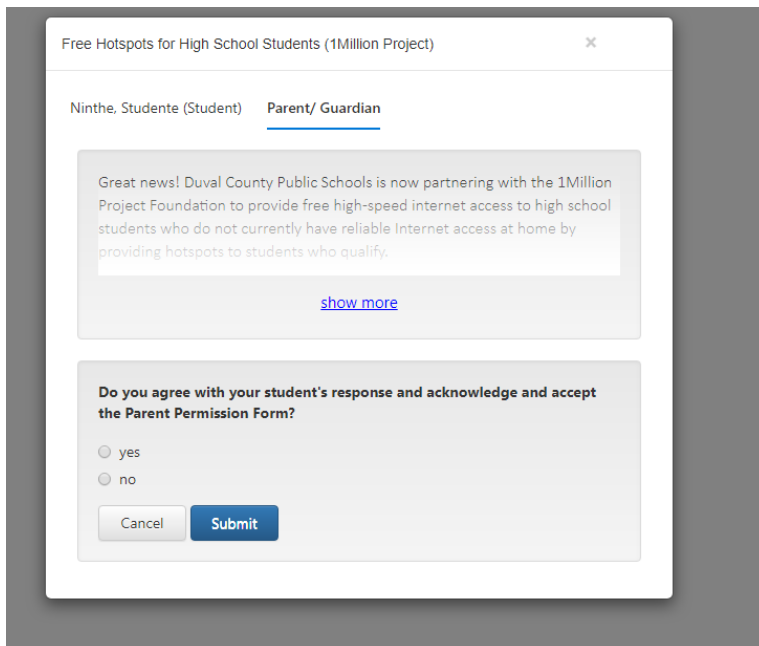 Free Hotspots for High School Students (1Million Project)
×
Ninthe, Studente (Student) Parent/ Guardian
Great news! Duval County Public Schools is now partnering with the 1Million
Project Foundation to provide free high-speed internet access to high school
students who do not currently have reliable Internet access at home by
providing hotspots to students who qualify.
show more
Do you agree with your student's response and acknowledge and accept
the Parent Permission Form?
yes
no
Cancel Submit